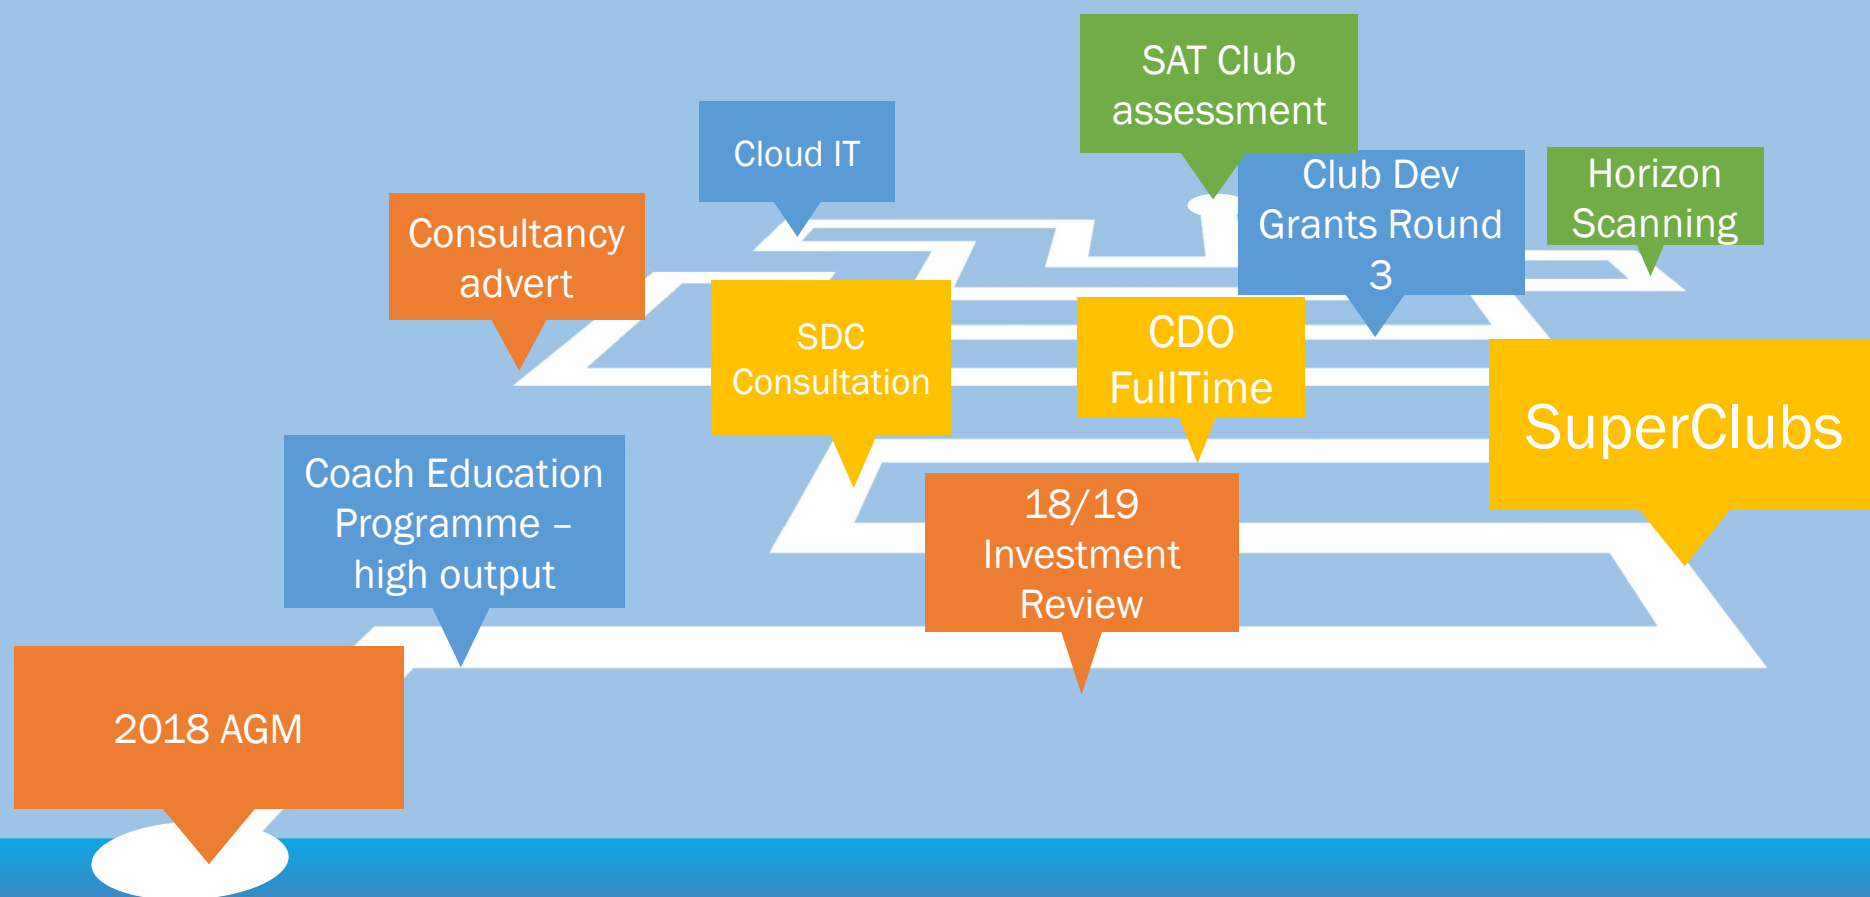 SAT Club
assessment
Cloud IT
Club Dev
Grants Round
3
Horizon
Scanning
Consultancy
advert
SDC
Consultation
CDO
FullTime
SuperClubs
Coach Education
Programme –
high output
18/19
Investment
Review
2018 AGM